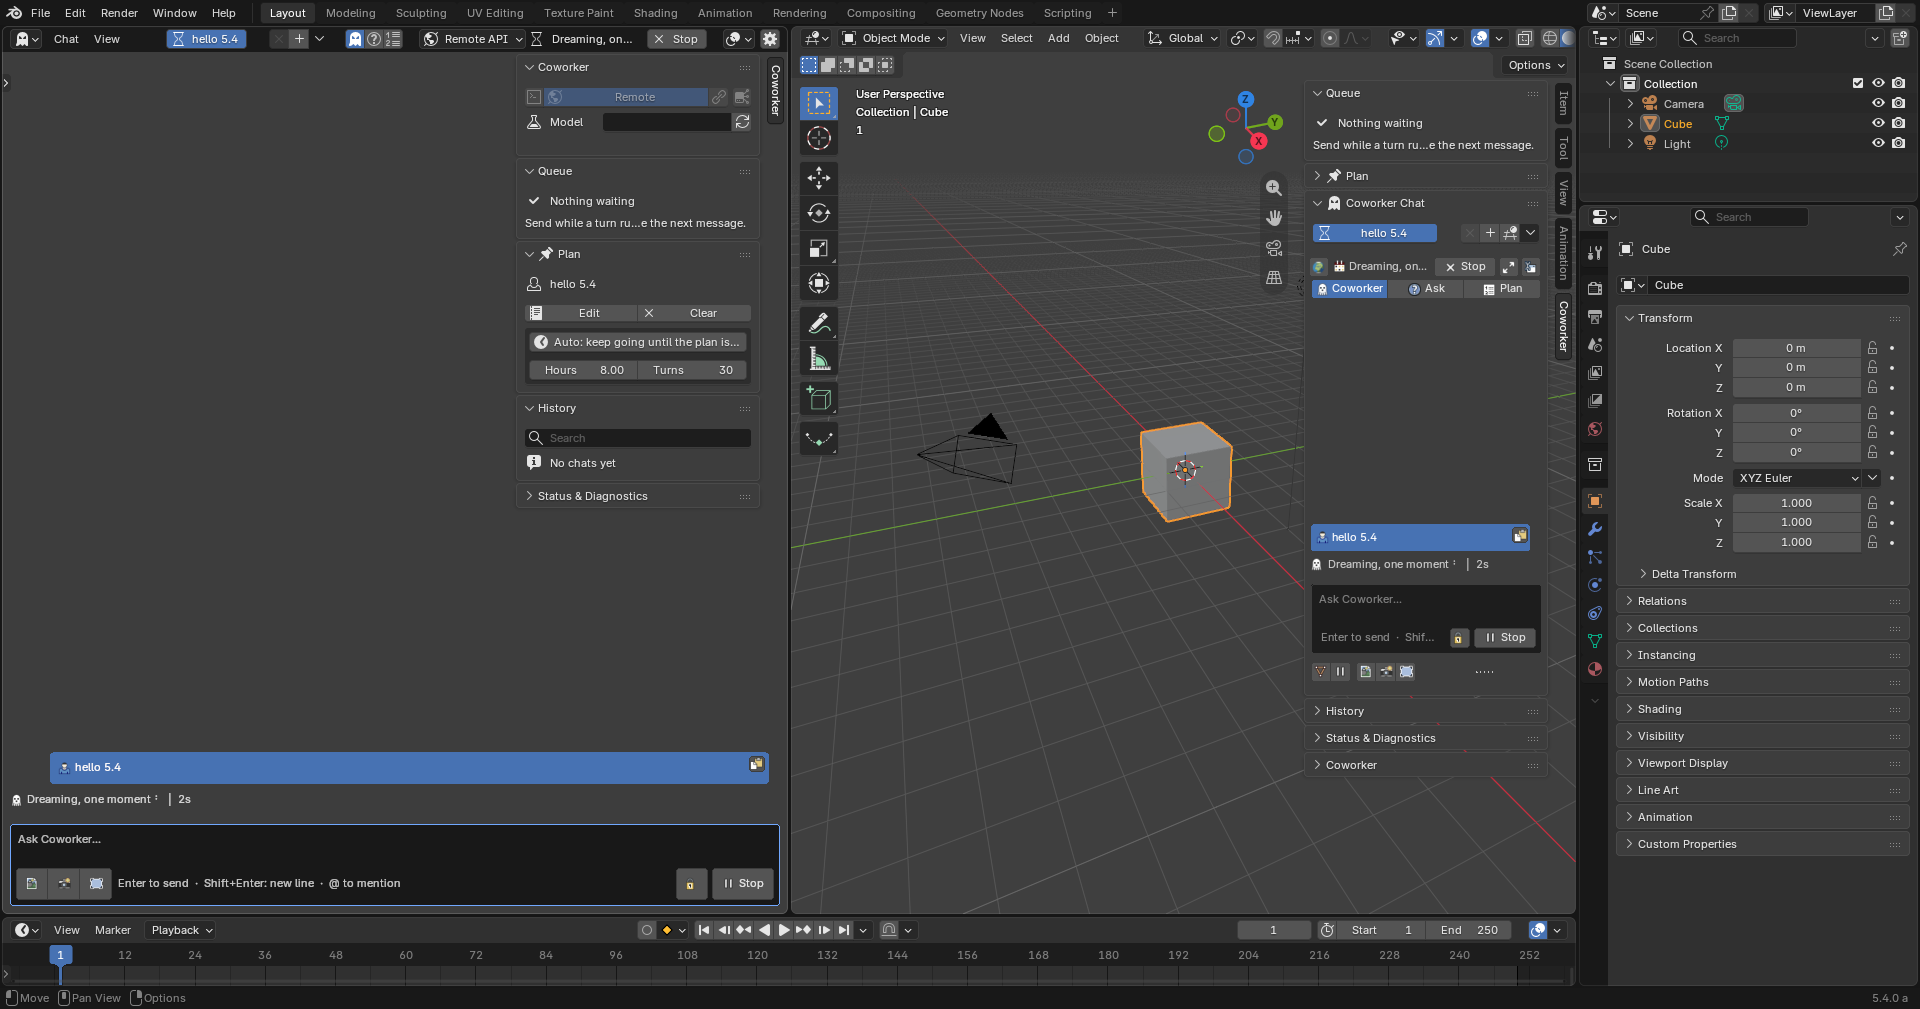 File Edit Render Window Help Layout Modeling Sculpting UV Editing Texture Paint Shading Animation Rendering Compositing Geometry Nodes Scripting + Scene ViewLayer
Chat View hello 5.4 Remote API Dreaming, on... Stop
Coworker
Remote
Model
Queue
Nothing waiting
Send while a turn ru...e the next message.
Plan
hello 5.4
Edit Clear
Auto: keep going until the plan is...
Hours 8.00 Turns 30
History
Search
No chats yet
Status & Diagnostics
Coworker
hello 5.4
Dreaming, one moment 2s
Ask Coworker...
Enter to send · Shift+Enter: new line · @ to mention Stop
Object Mode View Select Add Object Global
Options
User Perspective
Collection | Cube
1
Z
Y
X
Queue
Nothing waiting
Send while a turn ru...e the next message.
Plan
Coworker Chat
hello 5.4
Dreaming, on... Stop
Coworker Ask Plan
hello 5.4
Dreaming, one moment 2s
Ask Coworker...
Enter to send · Shif... Stop
History
Status & Diagnostics
Coworker
Item
Tool
View
Animation
Coworker
Search
Scene Collection
Collection
Camera
Cube
Light
Search
Cube
Cube
Transform
Location X 0 m
Y 0 m
Z 0 m
Rotation X 0°
Y 0°
Z 0°
Mode XYZ Euler
Scale X 1.000
Y 1.000
Z 1.000
Delta Transform
Relations
Collections
Instancing
Motion Paths
Shading
Visibility
Viewport Display
Line Art
Animation
Custom Properties
View Marker Playback 1 Start 1 End 250
1 12 24 36 48 60 72 84 96 108 120 132 144 156 168 180 192 204 216 228 240 252
Move Pan View Options 5.4.0 a